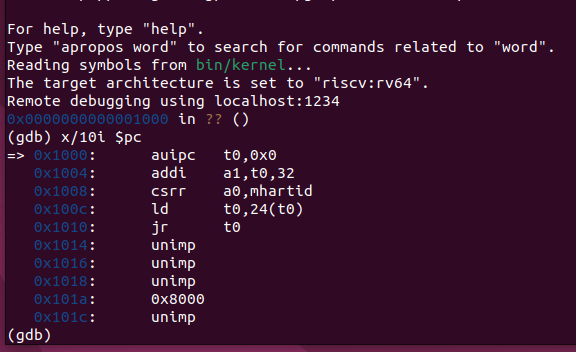 For help, type "help".
Type "apropos word" to search for commands related to "word".
Reading symbols from bin/kernel...
The target architecture is set to "riscv:rv64".
Remote debugging using localhost:1234
0x0000000000001000 in ?? ()
(gdb) x/10i $pc
=> 0x1000:	auipc	t0,0x0
   0x1004:	addi	a1,t0,32
   0x1008:	csrr	a0,mhartid
   0x100c:	ld	t0,24(t0)
   0x1010:	jr	t0
   0x1014:	unimp
   0x1016:	unimp
   0x1018:	unimp
   0x101a:	0x8000
   0x101c:	unimp
(gdb)